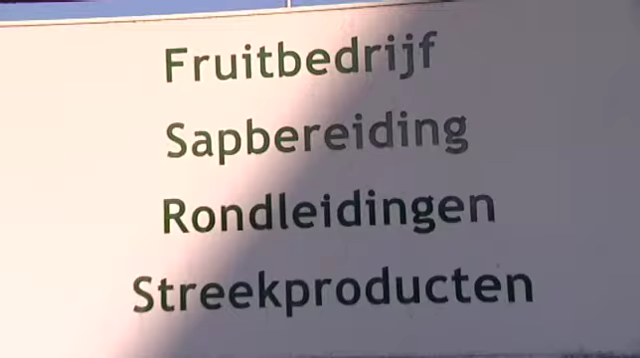 Fruitbedrijf
Sapbereiding
Rondleidingen
Streekproducten